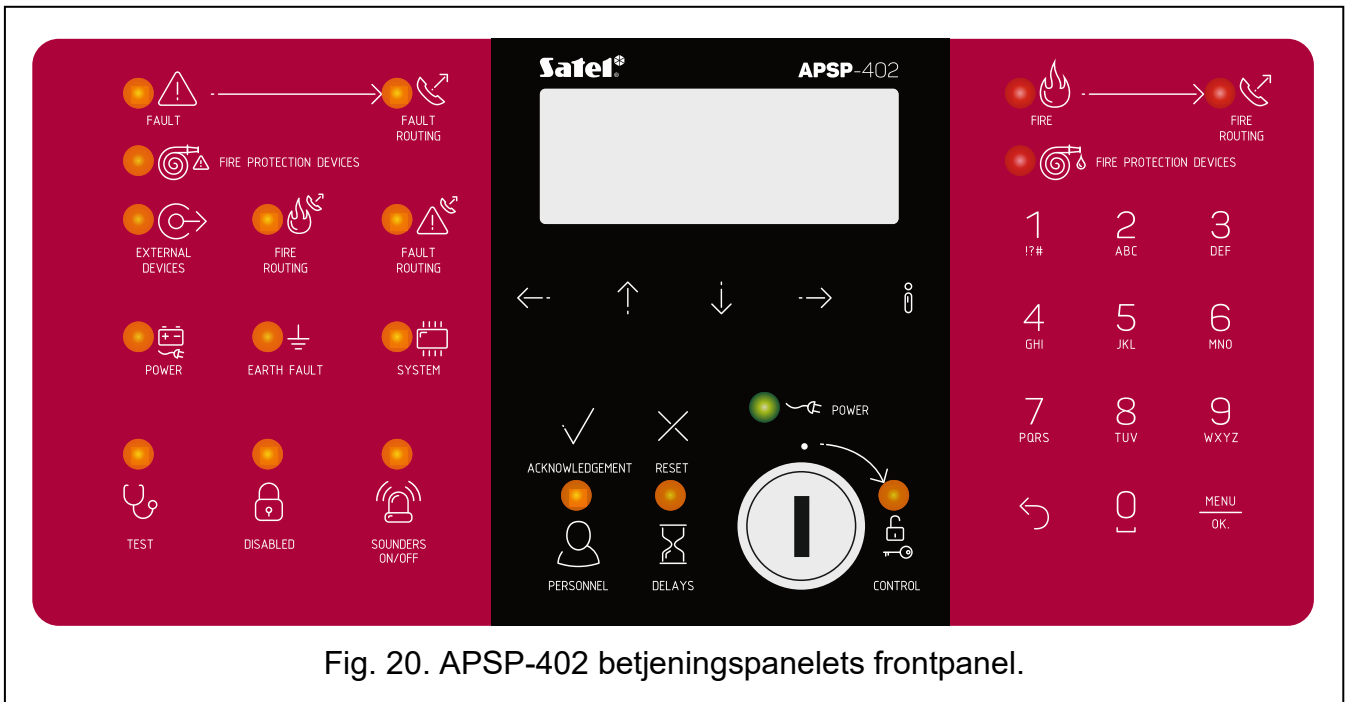 FAULT
FAULT
ROUTING
FIRE PROTECTION DEVICES
EXTERNAL
DEVICES
FIRE
ROUTING
FAULT
ROUTING
POWER
EARTH FAULT
SYSTEM
TEST
DISABLED
SOUNDERS
ON/OFF
Satel®
APSP-402
ACKNOWLEDGEMENT
RESET
POWER
PERSONNEL
DELAYS
CONTROL
FIRE
FIRE
ROUTING
FIRE PROTECTION DEVICES
1 2 3
!?# ABC DEF
4 5 6
GHI JKL MNO
7 8 9
PQRS TUV WXYZ
0
MENU
OK.
Fig. 20. APSP-402 betjeningspanelets frontpanel.